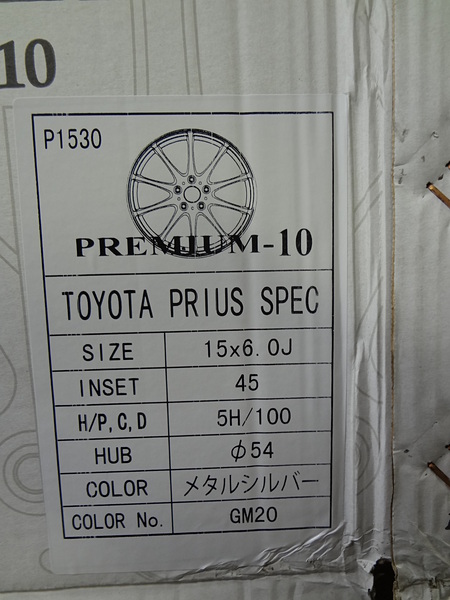 10
P1530
PREMIUM-10
TOYOTA PRIUS SPEC
SIZE 15x6.0J
INSET 45
H/P,C,D 5H/100
HUB φ54
COLOR メタルシルバー
COLOR No. GM20